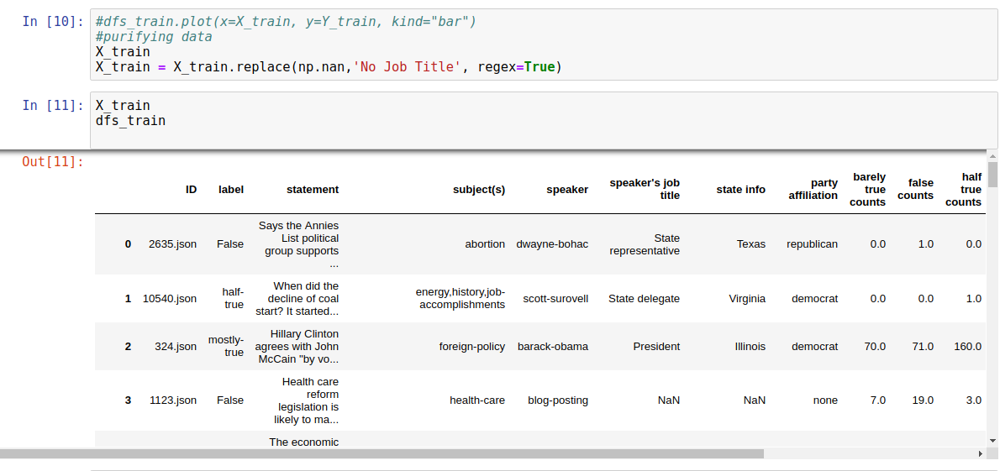 In [10]: #dfs_train.plot(x=X_train, y=Y_train, kind="bar")
#purifying data
X_train
X_train = X_train.replace(np.nan,'No Job Title', regex=True)
In [11]: X_train
dfs_train
Out[11]:
ID label statement subject(s) speaker speaker's job title state info party affiliation barely true counts false counts half true counts
0 2635.json False Says the Annies List political group supports ... abortion dwayne-bohac State representative Texas republican 0.0 1.0 0.0
1 10540.json half-true When did the decline of coal start? It started... energy,history,job-accomplishments scott-surovell State delegate Virginia democrat 0.0 0.0 1.0
2 324.json mostly-true Hillary Clinton agrees with John McCain "by vo... foreign-policy barack-obama President Illinois democrat 70.0 71.0 160.0
3 1123.json False Health care reform legislation is likely to ma... health-care blog-posting NaN NaN none 7.0 19.0 3.0
The economic